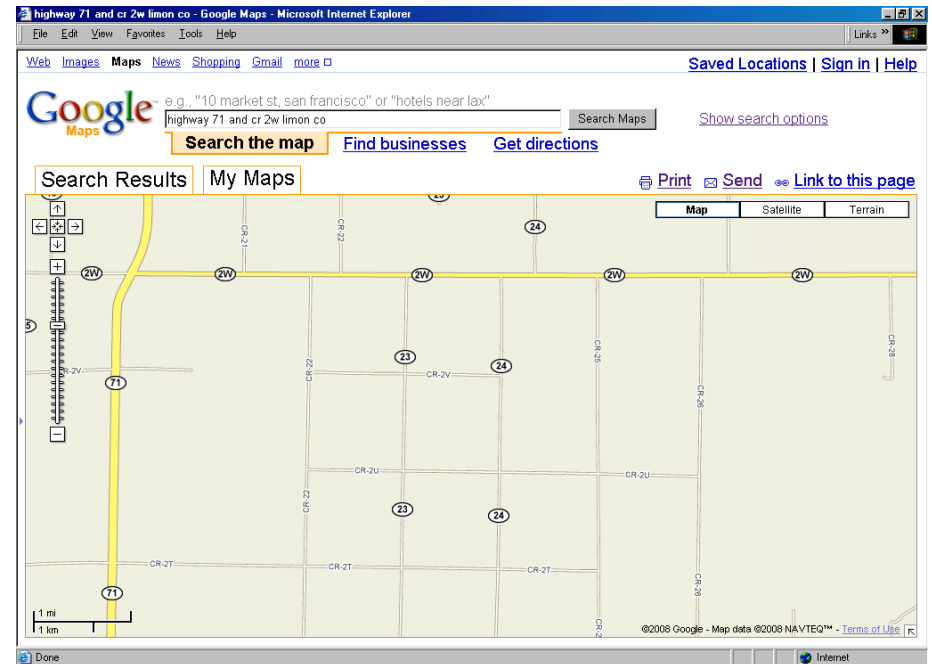 highway 71 and cr 2w limon co - Google Maps - Microsoft Internet Explorer
File Edit View Favorites Tools Help Links »
Web Images Maps News Shopping Gmail more Saved Locations | Sign in | Help
e.g., "10 market st, san francisco" or "hotels near lax"
Google Maps
highway 71 and cr 2w limon co Search Maps Show search options
Search the map Find businesses Get directions
Search Results My Maps Print Send Link to this page
Map Satellite Terrain
CR-21 CR-22 24
2W 2W 2W 2W 2W
CR-25 CR-28
CR-22 23 24
CR-2V
71
CR-26
CR-2U CR-2U
CR-22 23 24
CR-2T CR-2T CR-2T
71 CR-26
1 mi
1 km
©2008 Google - Map data ©2008 NAVTEQ™ - Terms of Use
Done Internet